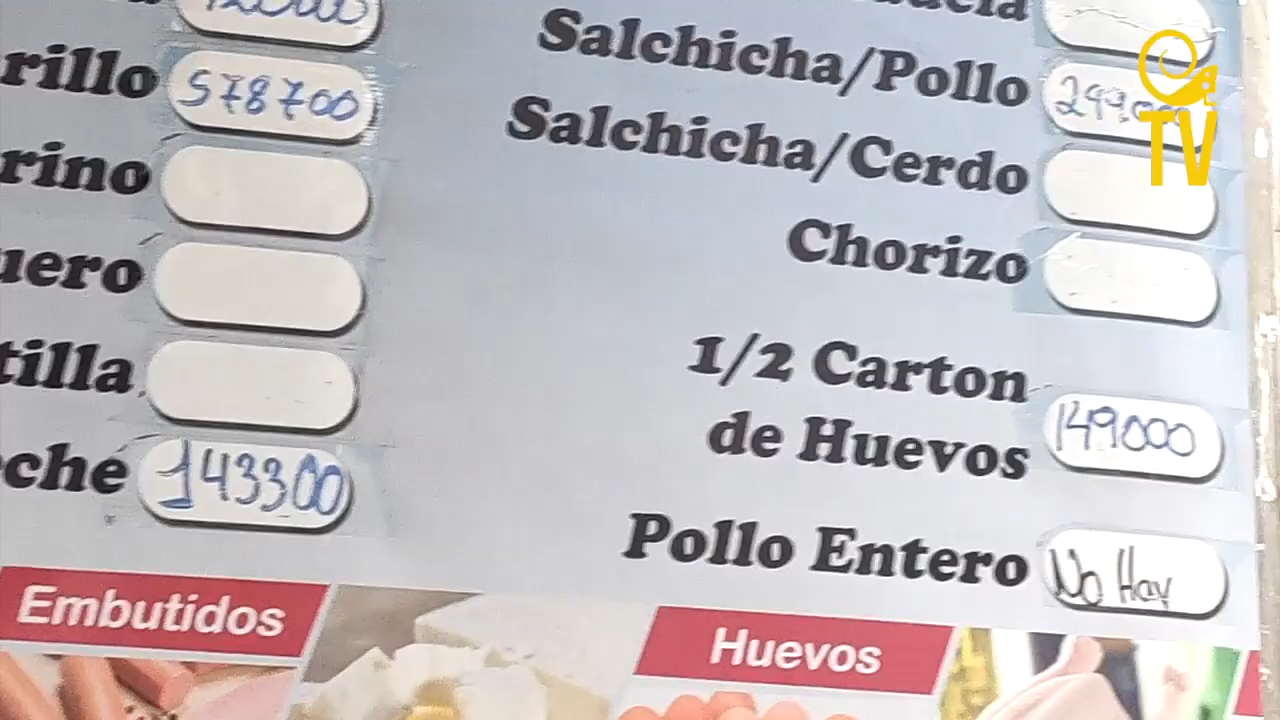 rillo 578700
rino
uero
tilla
eche 143300
Salchicha/Pollo
Salchicha/Cerdo
Chorizo
1/2 Carton
de Huevos 149000
Pollo Entero No Hay
Embutidos
Huevos
TV